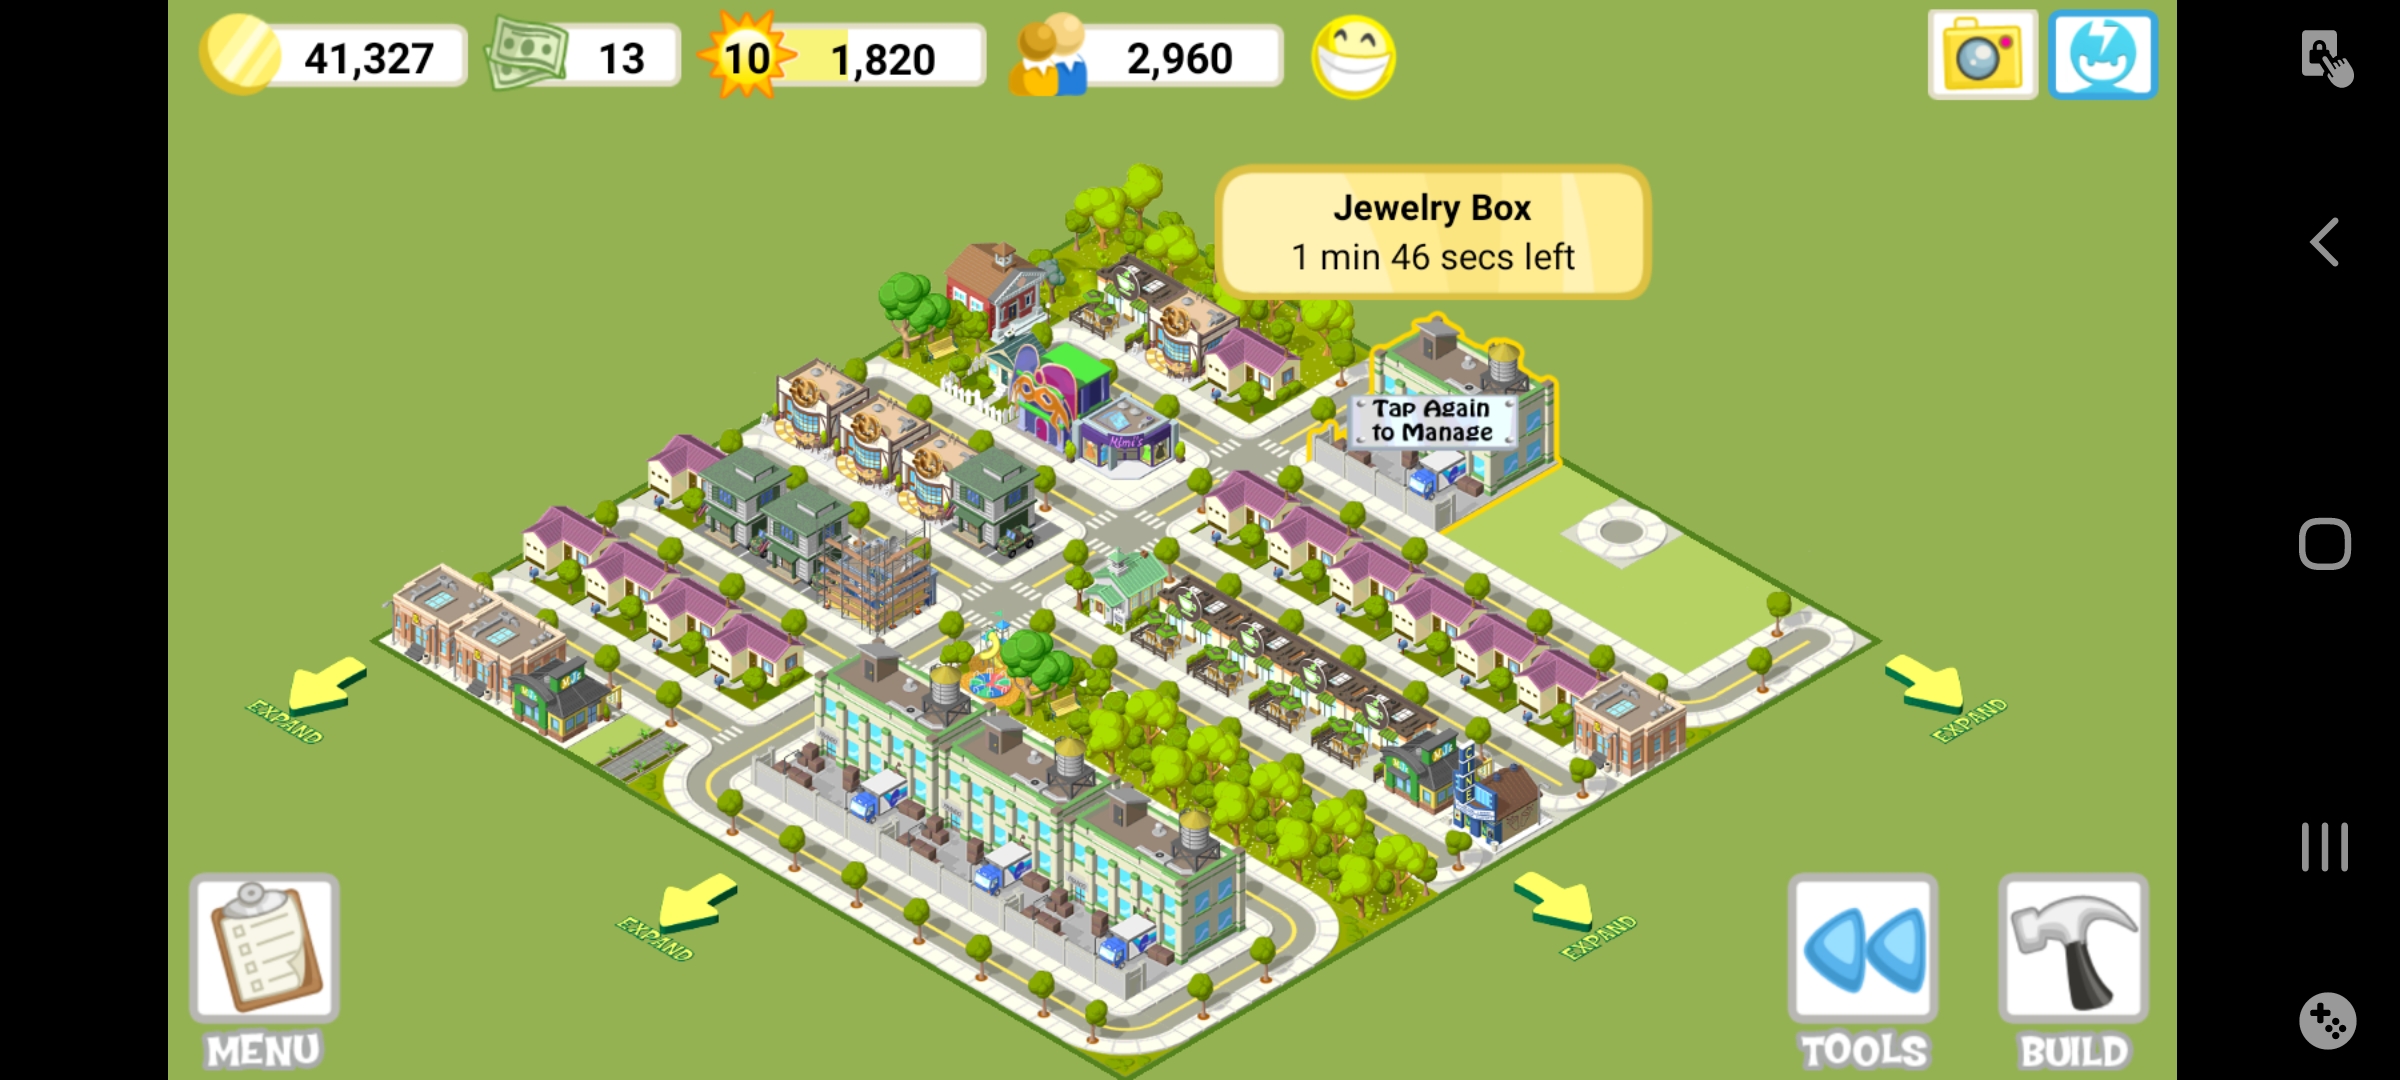 41,327
13
10
1,820
2,960
Jewelry Box
1 min 46 secs left
Tap Again
to Manage
Mimi's
EXPAND
EXPAND
EXPAND
EXPAND
MENU
TOOLS
BUILD